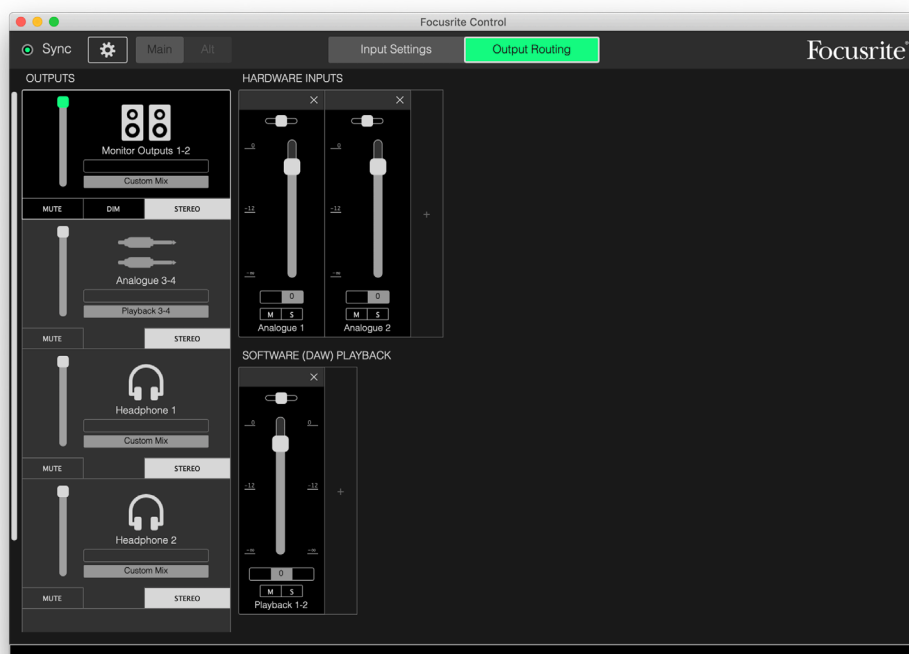 Focusrite Control
Sync
Main
Alt
Input Settings
Output Routing
Focusrite®
OUTPUTS
Monitor Outputs 1-2
Custom Mix
MUTE
DIM
STEREO
Analogue 3-4
Playback 3-4
MUTE
STEREO
Headphone 1
Custom Mix
MUTE
STEREO
Headphone 2
Custom Mix
MUTE
STEREO
HARDWARE INPUTS
×
0
-12
-∞
0
M S
Analogue 1
×
0
-12
-∞
0
M S
Analogue 2
+
SOFTWARE (DAW) PLAYBACK
×
0 0
-12 -12
-∞ -∞
0
M S
Playback 1-2
+